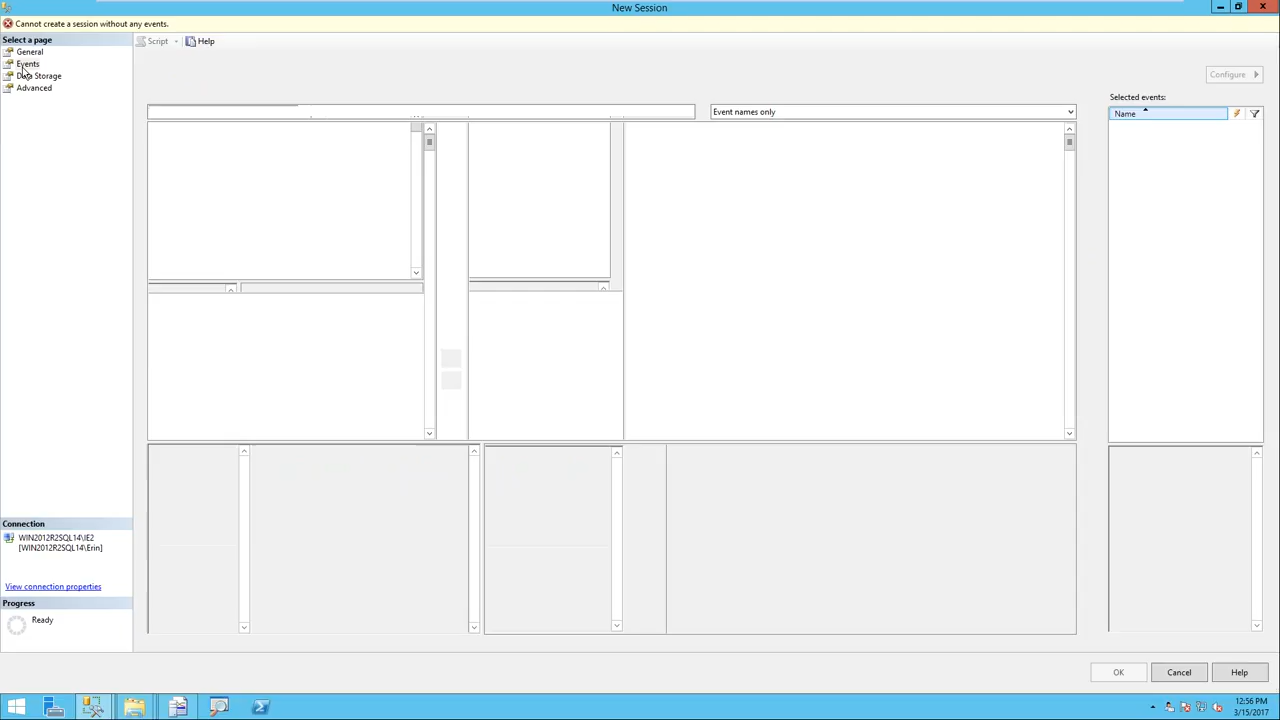 New Session
Cannot create a session without any events.
Select a page
General
Events
Data Storage
Advanced
Script
Help
Configure
Event names only
Selected events:
Name
Connection
WIN2012R2SQL14\IE2
[WIN2012R2SQL14\Erin]
View connection properties
Progress
Ready
OK
Cancel
Help
12:56 PM
3/15/2017